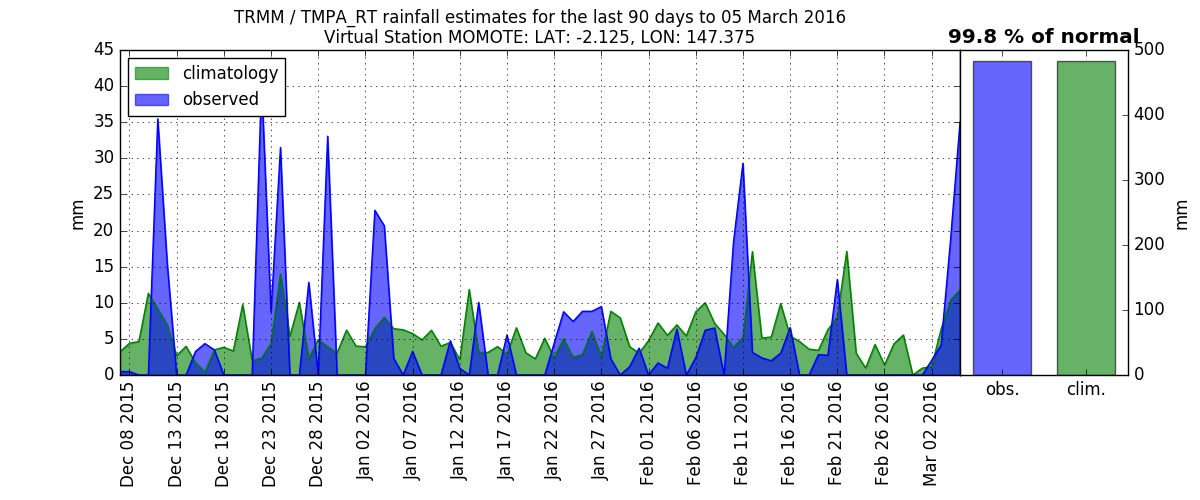 TRMM / TMPA_RT rainfall estimates for the last 90 days to 05 March 2016
Virtual Station MOMOTE: LAT: -2.125, LON: 147.375
99.8 % of normal
climatology
observed
45
40
35
30
25
20
15
10
5
0
mm
500
400
300
200
100
0
mm
Dec 08 2015
Dec 13 2015
Dec 18 2015
Dec 23 2015
Dec 28 2015
Jan 02 2016
Jan 07 2016
Jan 12 2016
Jan 17 2016
Jan 22 2016
Jan 27 2016
Feb 01 2016
Feb 06 2016
Feb 11 2016
Feb 16 2016
Feb 21 2016
Feb 26 2016
Mar 02 2016
obs.
clim.